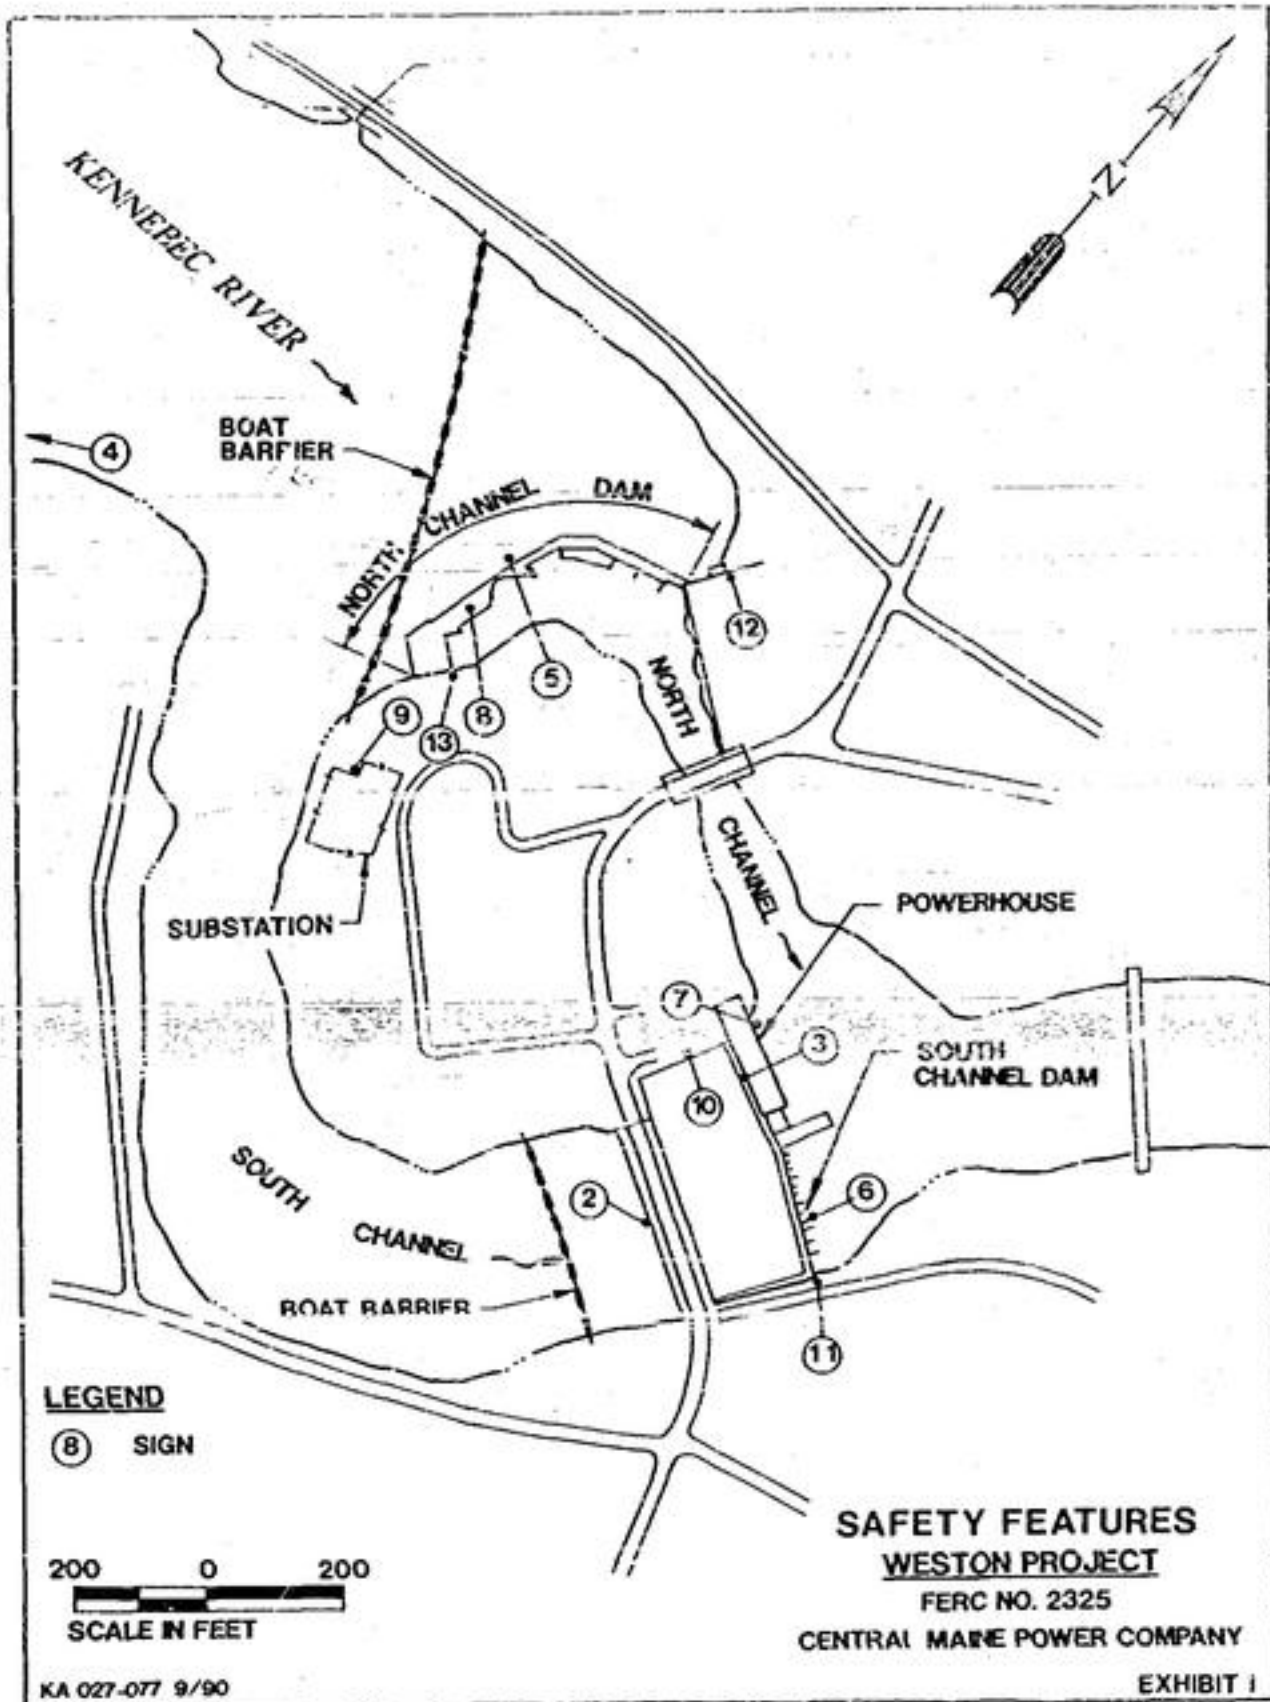 KENNEBEC RIVER
N
4
BOAT
BARRIER
NORTH CHANNEL DAM
12
5
8
9
13
NORTH
CHANNEL
SUBSTATION
POWERHOUSE
7
3
SOUTH
CHANNEL DAM
10
SOUTH
CHANNEL
2
6
BOAT BARRIER
11
LEGEND
8 SIGN
200 0 200
SCALE IN FEET
SAFETY FEATURES
WESTON PROJECT
FERC NO. 2325
CENTRAL MAINE POWER COMPANY
KA 027-077 9/90
EXHIBIT 1